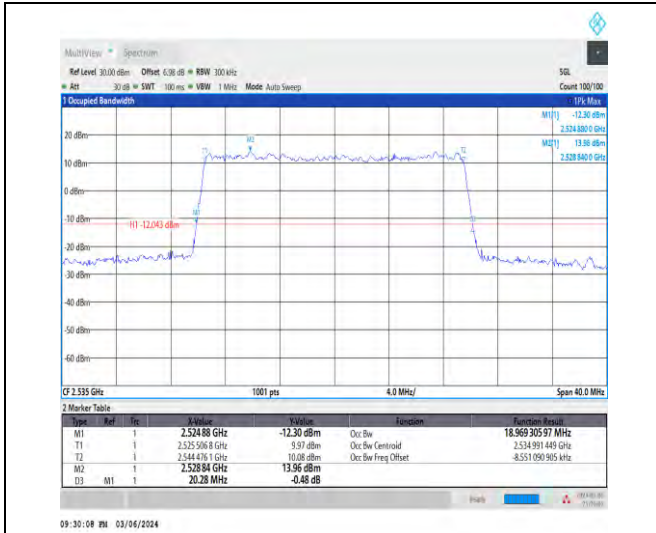 MultiView Spectrum
Ref Level 30.00 dBm Offset 6.98 dB RBW 300 kHz SGL
Att 30 dB SWT 100 ms VBW 1 MHz Mode Auto Sweep Count 100/100
1 Occupied Bandwidth 1Pk Max
M1[1] -12.30 dBm
2.524 880 0 GHz
M2[1] 13.96 dBm
2.528 840 0 GHz
M2
T2
20 dBm
10 dBm
0 dBm
-10 dBm
M1
H1 -12.043 dBm
-20 dBm
-30 dBm
-40 dBm
-50 dBm
-60 dBm
CF 2.535 GHz 1001 pts 4.0 MHz/ Span 40.0 MHz
2 Marker Table
Type Ref Trc X-Value Y-Value Function Function Result
M1 1 2.524 88 GHz -12.30 dBm Occ Bw 18.969 305 97 MHz
T1 1 2.525 506 8 GHz 9.97 dBm Occ Bw Centroid 2.534 991 449 GHz
T2 1 2.544 476 1 GHz 10.08 dBm Occ Bw Freq Offset -8.551 090 905 kHz
M2 1 2.528 84 GHz 13.96 dBm
D3 M1 1 20.28 MHz -0.48 dB
Ready
09:30:08 PM 03/06/2024